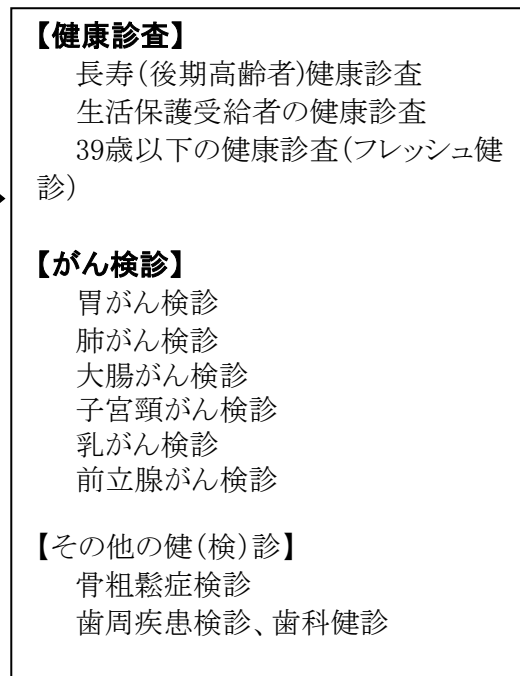 【健康診査】
長寿(後期高齢者)健康診査
生活保護受給者の健康診査
39歳以下の健康診査(フレッシュ健
診)
【がん検診】
胃がん検診
肺がん検診
大腸がん検診
子宮頸がん検診
乳がん検診
前立腺がん検診
【その他の健(検)診】
骨粗鬆症検診
歯周疾患検診、歯科健診